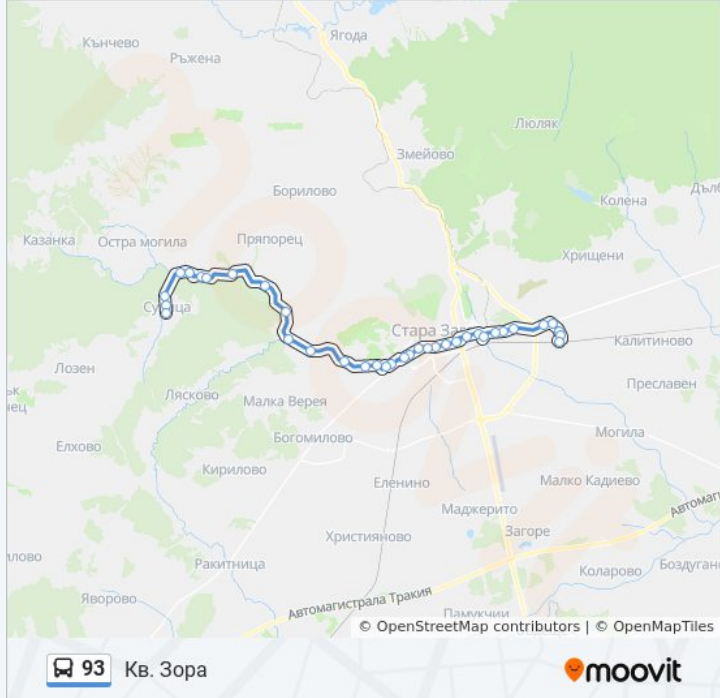 Ягода
Кънчево
Ръжена
Люляк
Змейово
Борилово
Колена
Казанка
Остра могила
Пряпорец
Хрищени
Стара Заг
Калитиново
Лозен
Лясково
Малка Верея
Преславен
Могила
Богомилово
Елхово
Кирилово
Еленино
Малко Кадиево
Маджерито
Християново
Загоре
Ракитница
Коларово
Яворово
Автомагистрала Тракия
Памукчии
© OpenStreetMap contributors | © OpenMapTiles
93 Кв. Зора
moovit